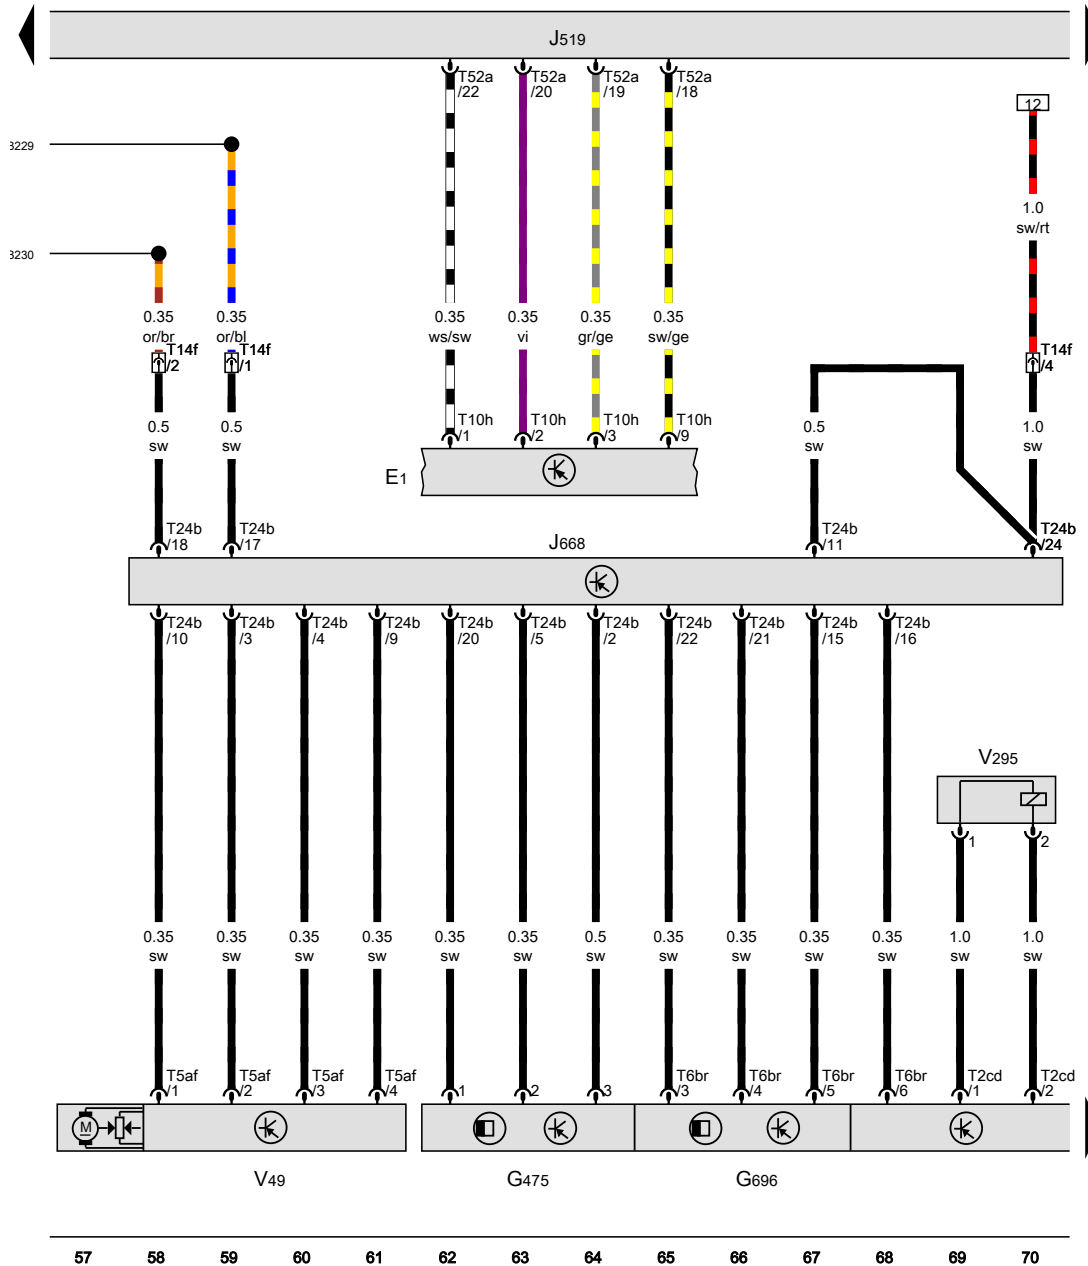 J519
T52a T52a T52a T52a
/22 /20 /19 /18
12
3229
1.0
sw/rt
3230
0.35 0.35 0.35 0.35 0.35 0.35
or/br or/bl ws/sw vi gr/ge sw/ge
T14f T14f T14f
/2 /1 /4
T10h T10h T10h T10h
/1 /2 /3 /9
0.5 0.5 0.5 1.0
sw sw sw sw
E1
T24b T24b T24b T24b
/18 /17 /11 /24
J668
T24b T24b T24b T24b T24b T24b T24b T24b T24b T24b T24b
/10 /3 /4 /9 /20 /5 /2 /22 /21 /15 /16
V295
1 2
0.35 0.35 0.35 0.35 0.35 0.35 0.5 0.35 0.35 0.35 0.35 1.0 1.0
sw sw sw sw sw sw sw sw sw sw sw sw sw
T5af T5af T5af T5af T6br T6br T6br T6br T2cd T2cd
/1 /2 /3 /4 1 2 3 /3 /4 /5 /6 /1 /2
M
V49 G475 G696
57 58 59 60 61 62 63 64 65 66 67 68 69 70